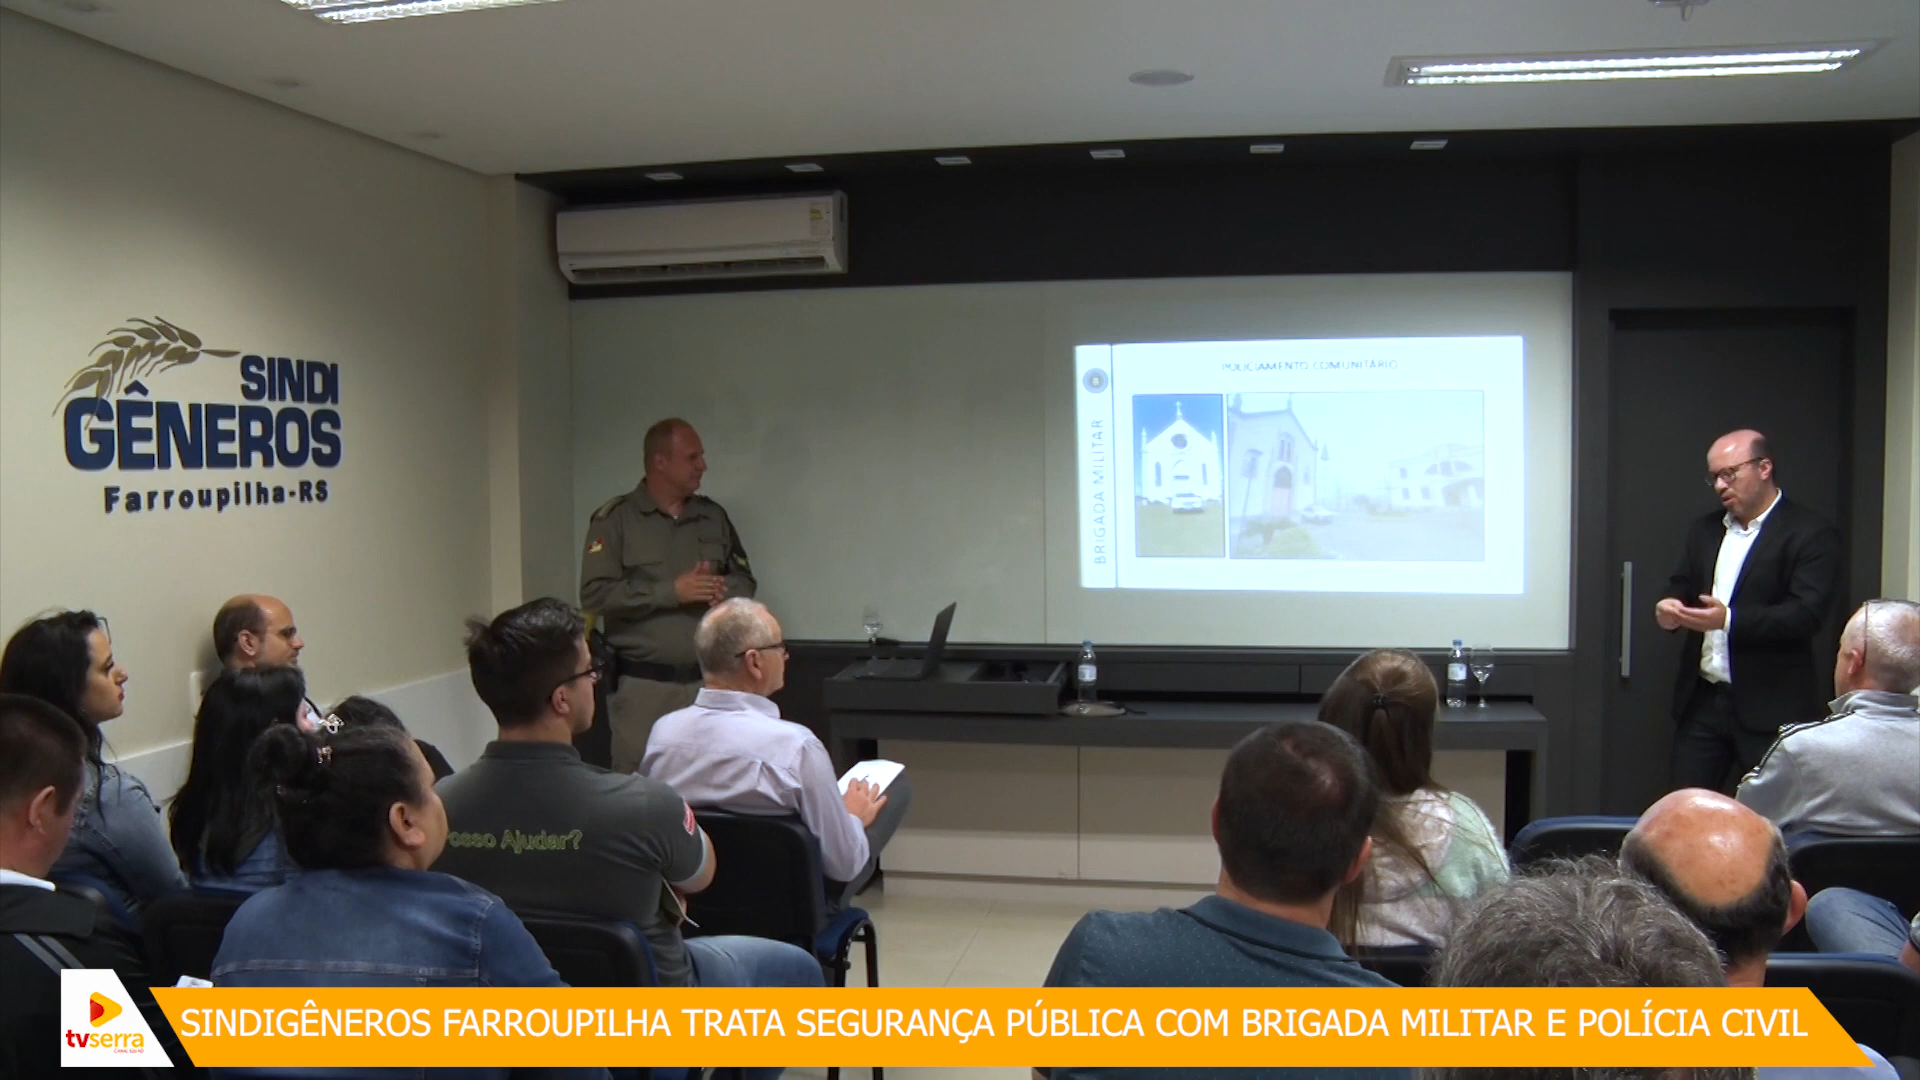 SINDI
GÊNEROS
Farroupilha-RS
POLICIAMENTO COMUNITÁRIO
BRIGADA MILITAR
Posso Ajudar?
tvserra
SINDIGÊNEROS FARROUPILHA TRATA SEGURANÇA PÚBLICA COM BRIGADA MILITAR E POLÍCIA CIVIL